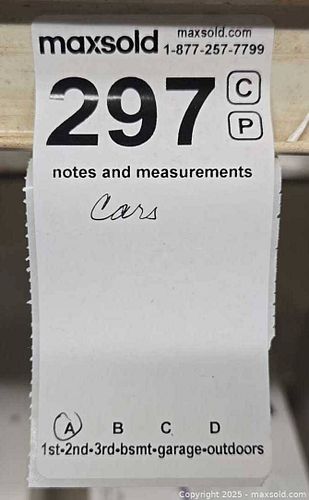 maxsold maxsold.com
1-877-257-7799
297 C
P
notes and measurements
Cars
A B C D
1st-2nd-3rd-bsmt-garage-outdoors
Copyright © 2025 - maxsold.com